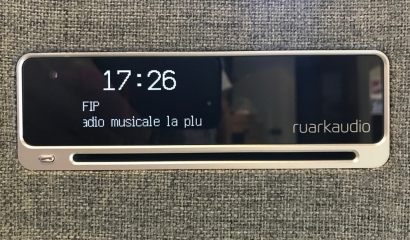 17:26
FIP
adio musicale la plu
ruarkaudio